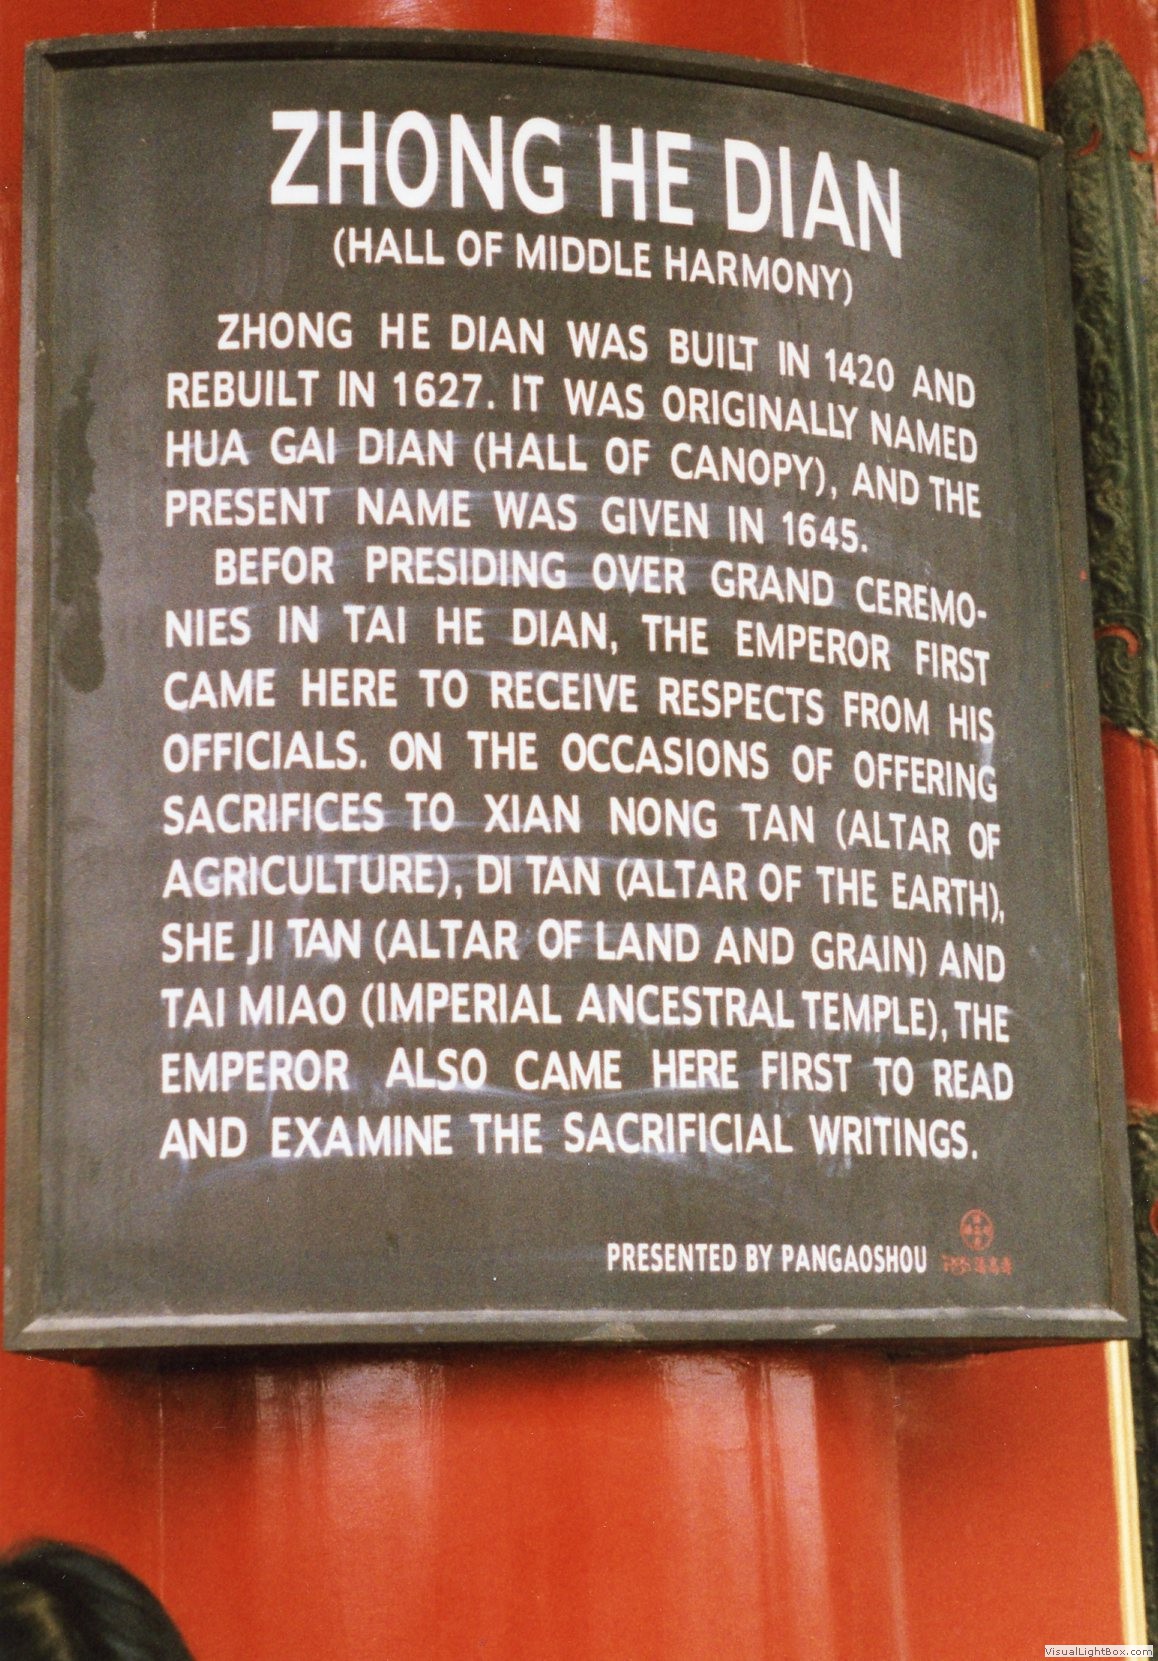 ZHONG HE DIAN
(HALL OF MIDDLE HARMONY)
ZHONG HE DIAN WAS BUILT IN 1420 AND
REBUILT IN 1627. IT WAS ORIGINALLY NAMED
HUA GAI DIAN (HALL OF CANOPY), AND THE
PRESENT NAME WAS GIVEN IN 1645.
BEFOR PRESIDING OVER GRAND CEREMO-
NIES IN TAI HE DIAN, THE EMPEROR FIRST
CAME HERE TO RECEIVE RESPECTS FROM HIS
OFFICIALS. ON THE OCCASIONS OF OFFERING
SACRIFICES TO XIAN NONG TAN (ALTAR OF
AGRICULTURE), DI TAN (ALTAR OF THE EARTH),
SHE JI TAN (ALTAR OF LAND AND GRAIN) AND
TAI MIAO (IMPERIAL ANCESTRAL TEMPLE), THE
EMPEROR ALSO CAME HERE FIRST TO READ
AND EXAMINE THE SACRIFICIAL WRITINGS.
PRESENTED BY PANGAOSHOU
VisualLightBox.com